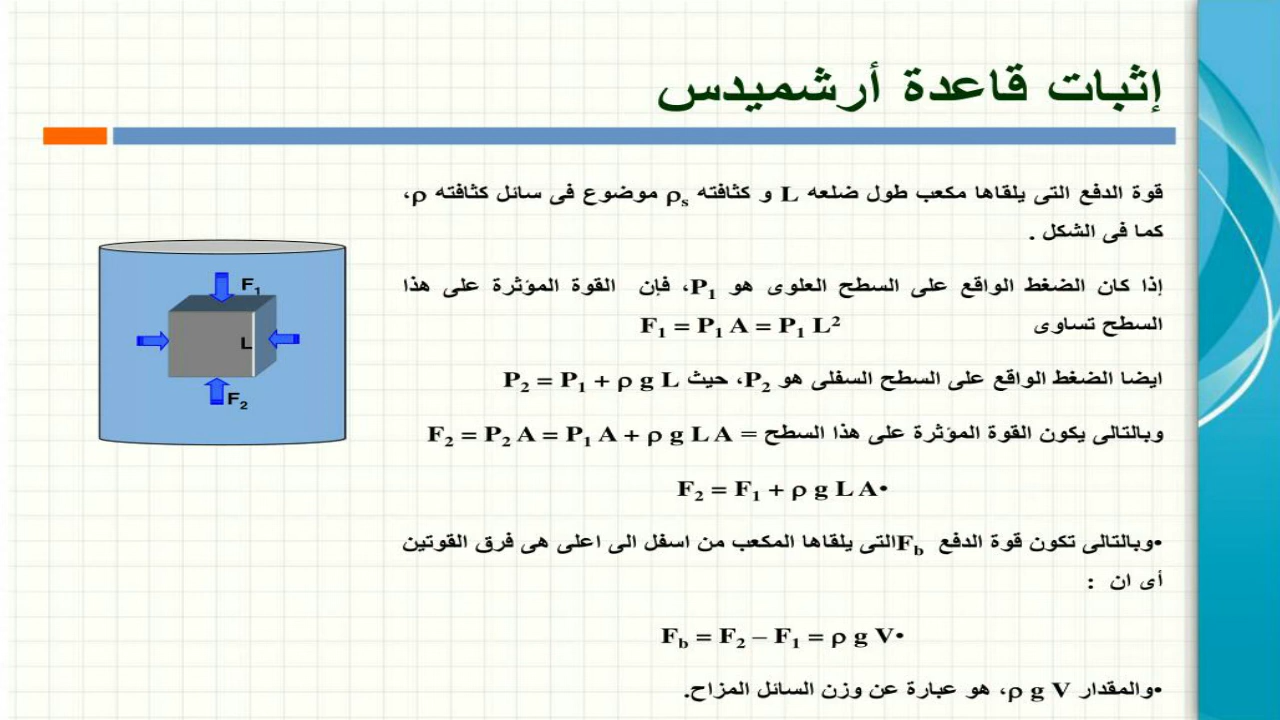 إثبات قاعدة أرشميدس
قوة الدفع التى يلقاها مكعب طول ضلعه L و كثافته ρₛ موضوع فى سائل كثافته ρ،
كما فى الشكل .
إذا كان الضغط الواقع على السطح العلوى هو P₁، فإن القوة المؤثرة على هذا
السطح تساوى F₁ = P₁ A = P₁ L²
ايضا الضغط الواقع على السطح السفلى هو P₂، حيث P₂ = P₁ + ρ g L
وبالتالى يكون القوة المؤثرة على هذا السطح = F₂ = P₂ A = P₁ A + ρ g L A
•F₂ = F₁ + ρ g L A
•وبالتالى تكون قوة الدفع F_b التى يلقاها المكعب من اسفل الى اعلى هى فرق القوتين
أى ان :
•F_b = F₂ – F₁ = ρ g V
•والمقدار ρ g V، هو عبارة عن وزن السائل المزاح.
F₁
L
F₂